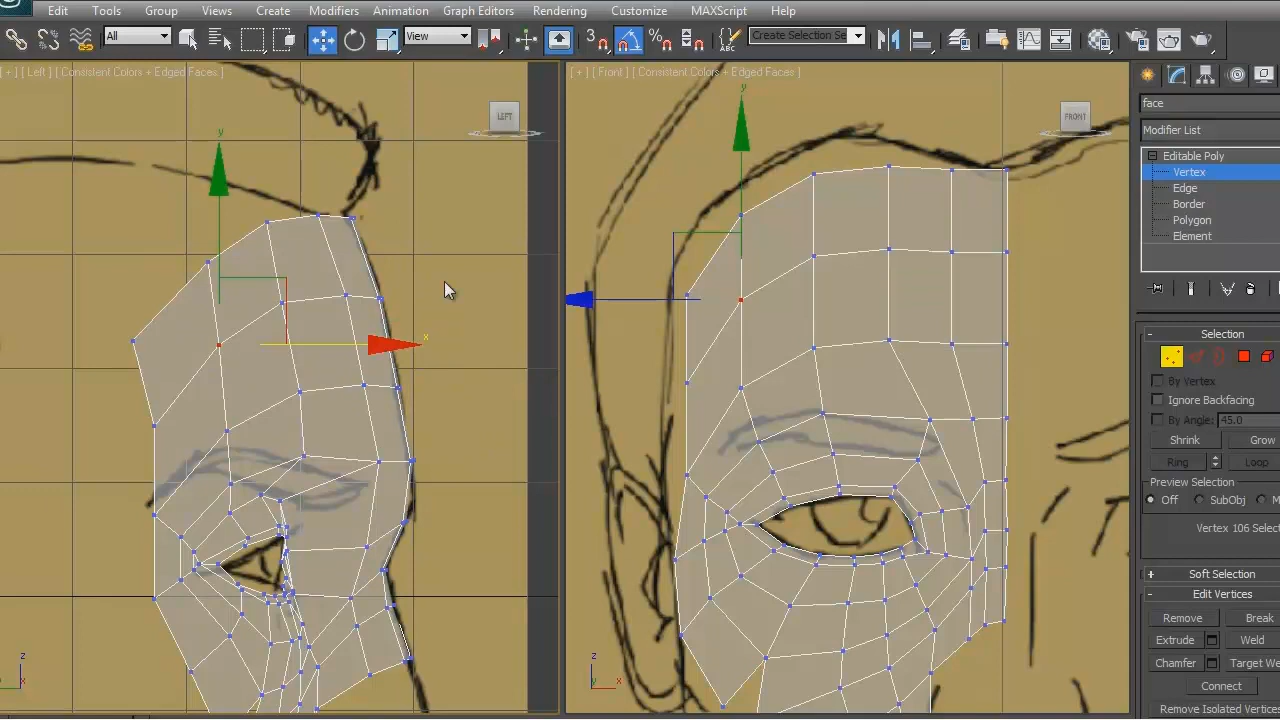 Edit Tools Group Views Create Modifiers Animation Graph Editors Rendering Customize MAXScript Help
All View 3 Create Selection Se
[ + ] [ Left ] [ Consistent Colors + Edged Faces ] [ + ] [ Front ] [ Consistent Colors + Edged Faces ]
LEFT FRONT
y y
x
z x
z y x
face
Modifier List
Editable Poly
Vertex
Edge
Border
Polygon
Element
- Selection
By Vertex
Ignore Backfacing
By Angle: 45.0
Shrink Grow
Ring Loop
Preview Selection
Off SubObj
Vertex 106 Select
+ Soft Selection
- Edit Vertices
Remove Break
Extrude Weld
Chamfer Target We
Connect
Remove Isolated Vertices